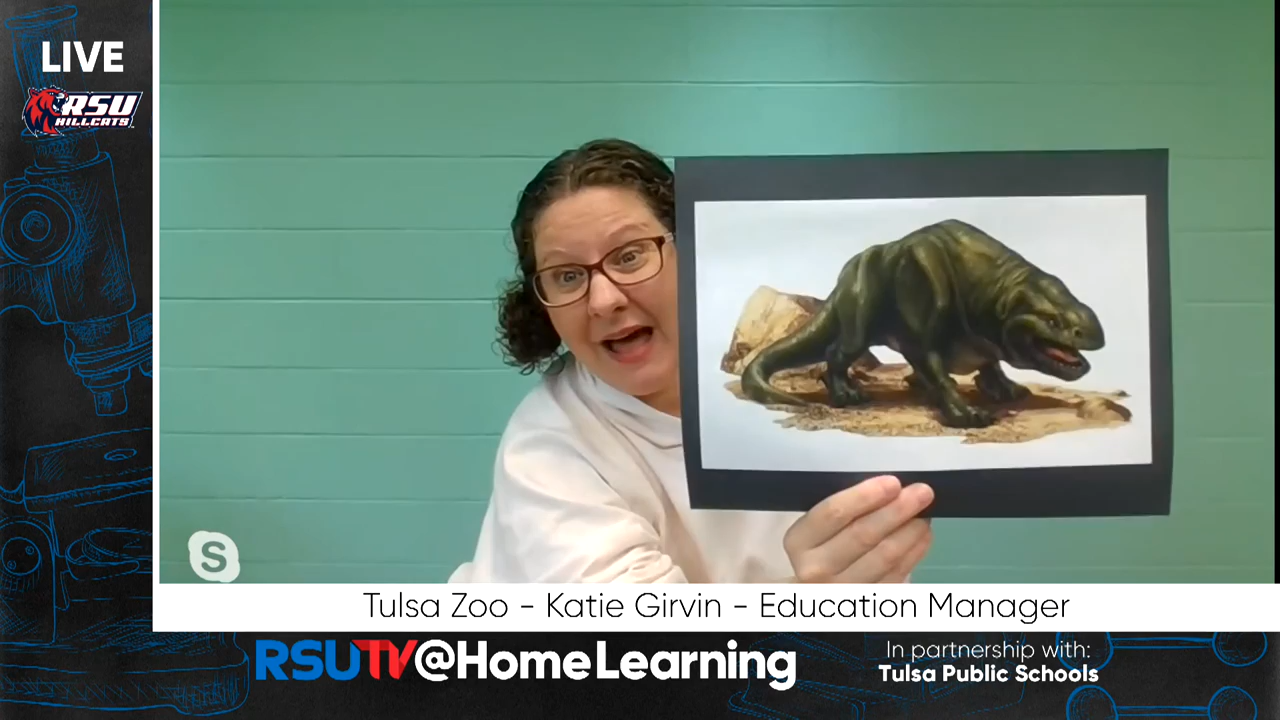 LIVE
RSU
HILLCATS
S
Tulsa Zoo - Katie Girvin - Education Manager
RSUTV@HomeLearning
In partnership with:
Tulsa Public Schools